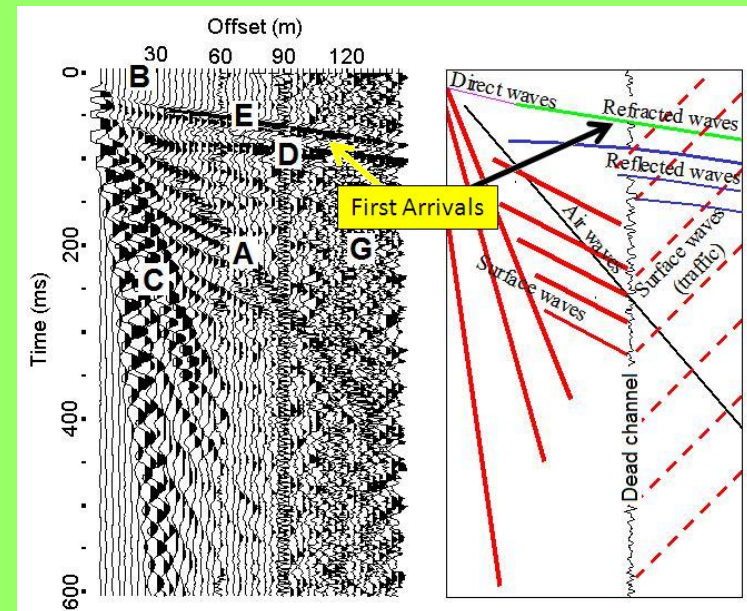 Offset (m)
30 60 90 120
0
200
400
600
Time (ms)
B
E
D
A
G
C
First Arrivals
Direct waves
Refracted waves
Reflected waves
Air waves
Surface waves
Surface waves
(traffic)
Dead channel